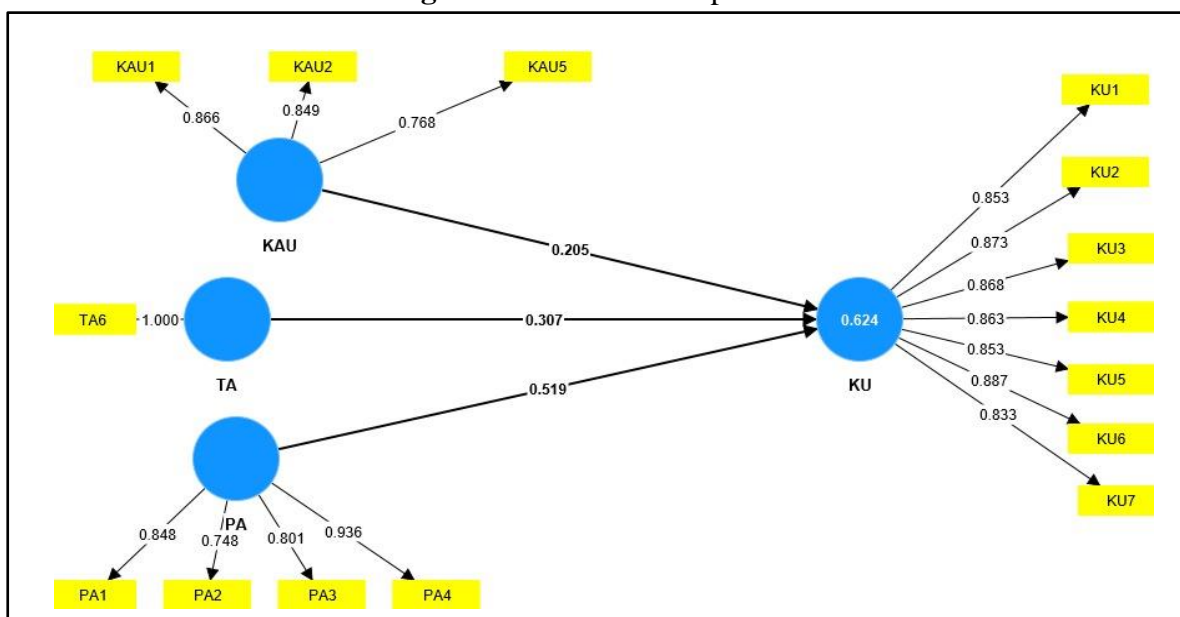 KAU1
KAU2
KAU5
0.866
0.849
0.768
KAU
KU1
KU2
KU3
KU4
KU5
KU6
KU7
0.853
0.873
0.868
0.863
0.853
0.887
0.833
0.205
TA6
1.000
TA
0.307
0.624
KU
0.519
PA
0.848
0.748
0.801
0.936
PA1
PA2
PA3
PA4